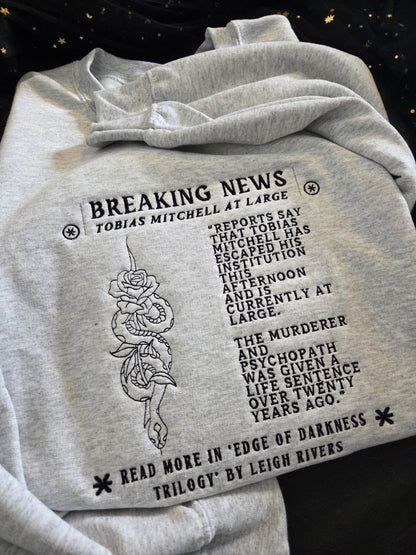 BREAKING NEWS
TOBIAS MITCHELL AT LARGE
"REPORTS SAY
THAT TOBIAS
MITCHELL HAS
ESCAPED HIS
INSTITUTION
THIS
AFTERNOON
AND IS
CURRENTLY AT
LARGE.
THE MURDERER
AND
PSYCHOPATH
WAS GIVEN A
LIFE SENTENCE
OVER TWENTY
YEARS AGO."
READ MORE IN 'EDGE OF DARKNESS
TRILOGY' BY LEIGH RIVERS